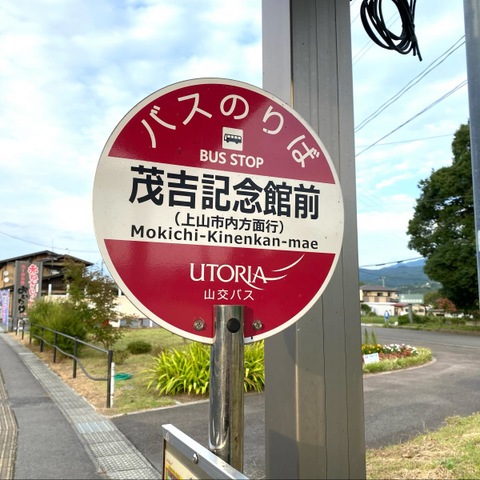 バスのりば
BUS STOP
茂吉記念館前
(上山市内方面行)
Mokichi-Kinenkan-mae
UTORIA
山交バス